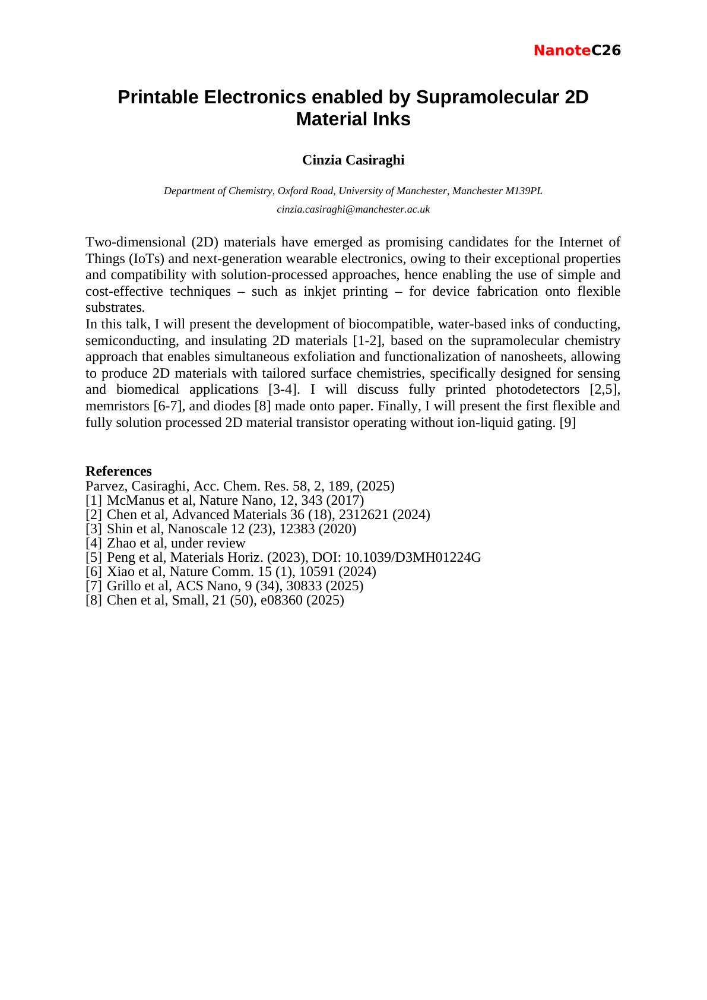 NanoteC26
Printable Electronics enabled by Supramolecular 2D
Material Inks
Cinzia Casiraghi
Department of Chemistry, Oxford Road, University of Manchester, Manchester M139PL
cinzia.casiraghi@manchester.ac.uk
Two-dimensional (2D) materials have emerged as promising candidates for the Internet of
Things (IoTs) and next-generation wearable electronics, owing to their exceptional properties
and compatibility with solution-processed approaches, hence enabling the use of simple and
cost-effective techniques – such as inkjet printing – for device fabrication onto flexible
substrates.
In this talk, I will present the development of biocompatible, water-based inks of conducting,
semiconducting, and insulating 2D materials [1-2], based on the supramolecular chemistry
approach that enables simultaneous exfoliation and functionalization of nanosheets, allowing
to produce 2D materials with tailored surface chemistries, specifically designed for sensing
and biomedical applications [3-4]. I will discuss fully printed photodetectors [2,5],
memristors [6-7], and diodes [8] made onto paper. Finally, I will present the first flexible and
fully solution processed 2D material transistor operating without ion-liquid gating. [9]
References
Parvez, Casiraghi, Acc. Chem. Res. 58, 2, 189, (2025)
[1] McManus et al, Nature Nano, 12, 343 (2017)
[2] Chen et al, Advanced Materials 36 (18), 2312621 (2024)
[3] Shin et al, Nanoscale 12 (23), 12383 (2020)
[4] Zhao et al, under review
[5] Peng et al, Materials Horiz. (2023), DOI: 10.1039/D3MH01224G
[6] Xiao et al, Nature Comm. 15 (1), 10591 (2024)
[7] Grillo et al, ACS Nano, 9 (34), 30833 (2025)
[8] Chen et al, Small, 21 (50), e08360 (2025)